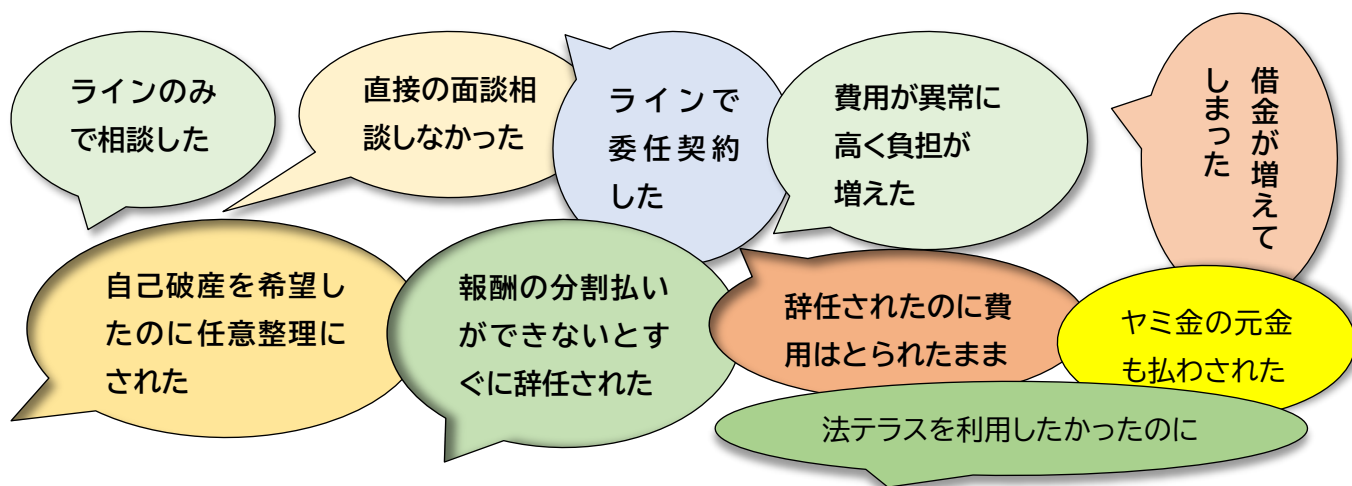 ラインのみ
で相談した
直接の面談相
談しなかった
ラインで
委任契約
した
費用が異常に
高く負担が
増えた
借金が増えて
しまった
自己破産を希望し
たのに任意整理に
された
報酬の分割払い
ができないとす
ぐに辞任された
辞任されたのに費
用はとられたまま
ヤミ金の元金
も払わされた
法テラスを利用したかったのに